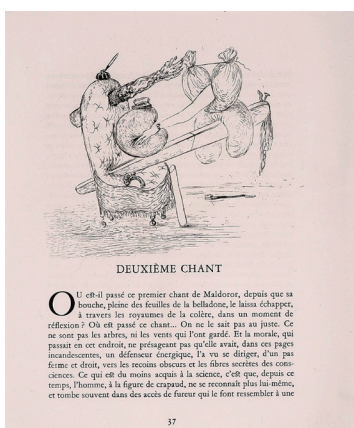 DEUXIÈME CHANT
OU est-il passé ce premier chant de Maldoror, depuis que sa
bouche, pleine des feuilles de la belladone, le laissa échapper,
à travers les royaumes de la colère, dans un moment de
réflexion ? Où est passé ce chant... On ne le sait pas au juste. Ce
ne sont pas les arbres, ni les vents qui l'ont gardé. Et la morale, qui
passait en cet endroit, ne présageant pas qu'elle avait, dans ces pages
incandescentes, un défenseur énergique, l'a vu se diriger, d'un pas
ferme et droit, vers les recoins obscurs et les fibres secrètes des cons-
ciences. Ce qui est du moins acquis à la science, c'est que, depuis ce
temps, l'homme, à la figure de crapaud, ne se reconnaît plus lui-même,
et tombe souvent dans des accès de fureur qui le font ressembler à une
37